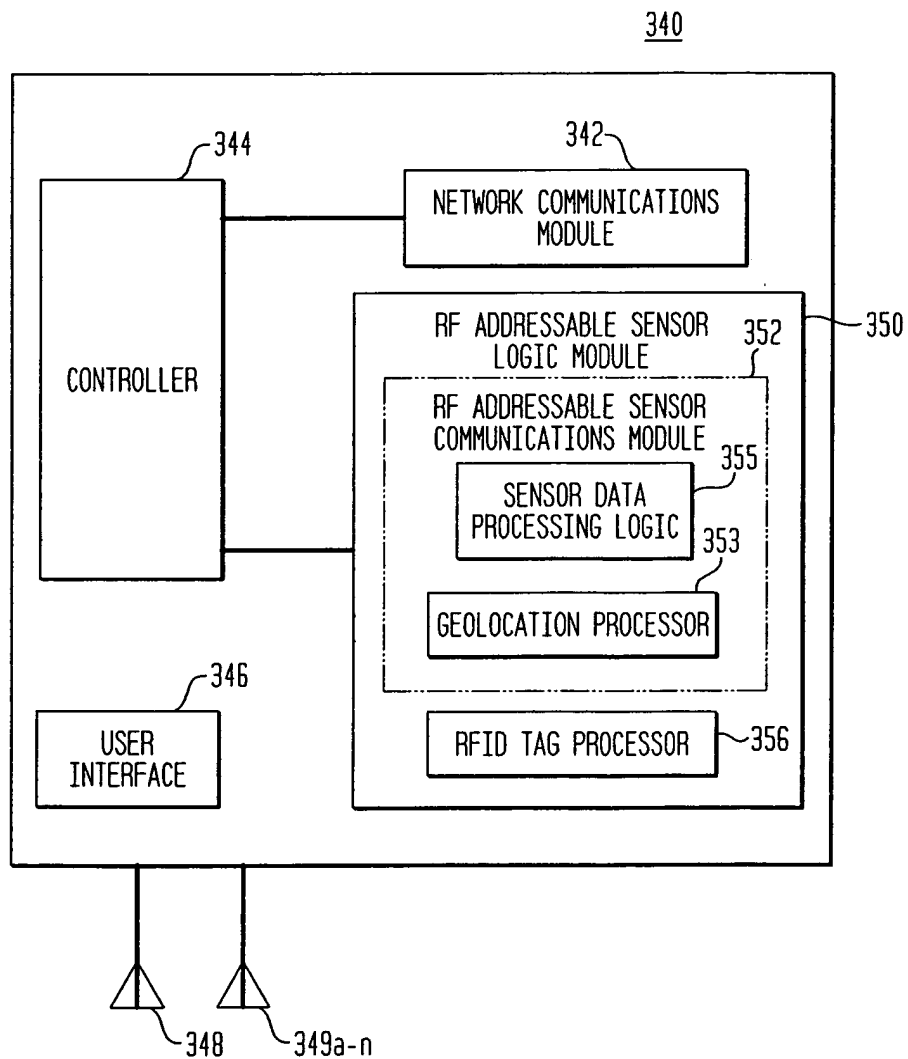 340
344
342
NETWORK COMMUNICATIONS
MODULE
CONTROLLER
350
RF ADDRESSABLE SENSOR
LOGIC MODULE
352
RF ADDRESSABLE SENSOR
COMMUNICATIONS MODULE
355
SENSOR DATA
PROCESSING LOGIC
353
GEOLOCATION PROCESSOR
346
USER
INTERFACE
RFID TAG PROCESSOR
356
348
349a-n